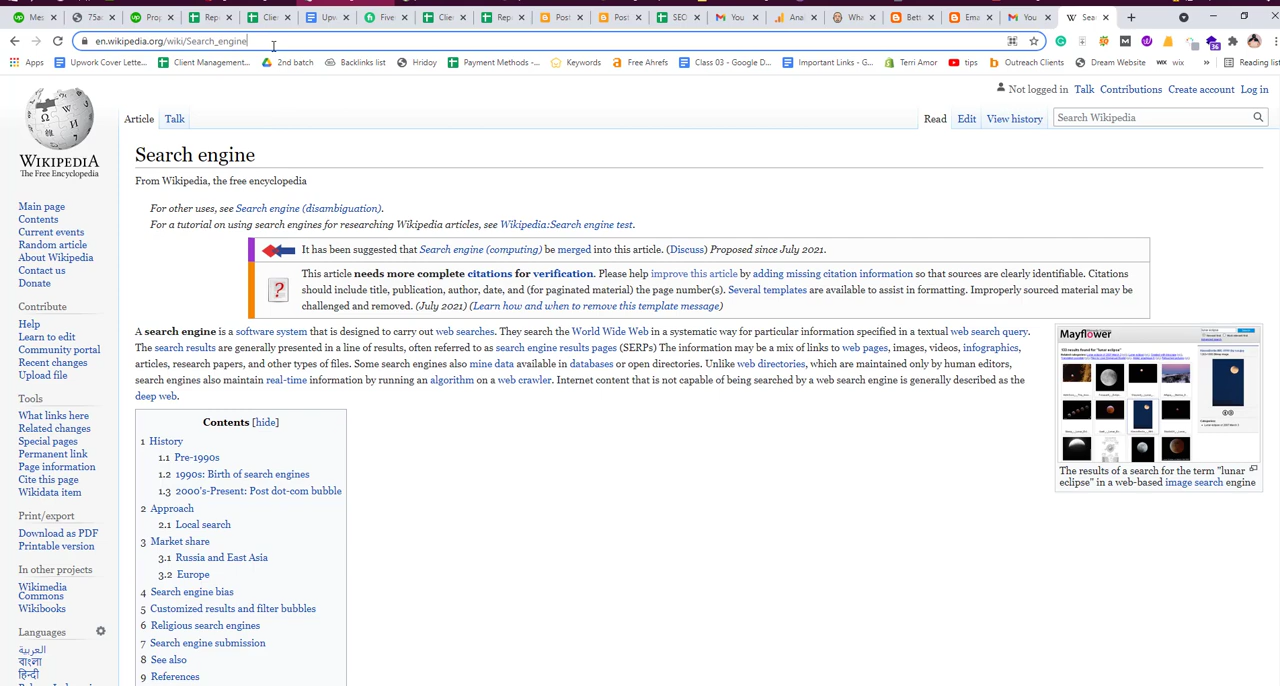 Mes 75a Prop Rep Clie Upw Five Clie Rep Post Post SEO You Ana Wha Bett Ema You Sea
en.wikipedia.org/wiki/Search_engine
Apps Upwork Cover Lette... Client Management... 2nd batch Backlinks list Hridoy Payment Methods -... Keywords Free Ahrefs Class 03 - Google D... Important Links - G... Terri Amor tips Outreach Clients Dream Website wix » Reading list
Not logged in Talk Contributions Create account Log in
Article Talk Read Edit View history Search Wikipedia
WIKIPEDIA
The Free Encyclopedia
Main page
Contents
Current events
Random article
About Wikipedia
Contact us
Donate
Contribute
Help
Learn to edit
Community portal
Recent changes
Upload file
Tools
What links here
Related changes
Special pages
Permanent link
Page information
Cite this page
Wikidata item
Print/export
Download as PDF
Printable version
In other projects
Wikimedia
Commons
Wikibooks
Languages
العربية
বাংলা
हिन्दी
Search engine
From Wikipedia, the free encyclopedia
For other uses, see Search engine (disambiguation).
For a tutorial on using search engines for researching Wikipedia articles, see Wikipedia:Search engine test.
It has been suggested that Search engine (computing) be merged into this article. (Discuss) Proposed since July 2021.
This article needs more complete citations for verification. Please help improve this article by adding missing citation information so that sources are clearly identifiable. Citations
should include title, publication, author, date, and (for paginated material) the page number(s). Several templates are available to assist in formatting. Improperly sourced material may be
challenged and removed. (July 2021) (Learn how and when to remove this template message)
A search engine is a software system that is designed to carry out web searches. They search the World Wide Web in a systematic way for particular information specified in a textual web search query.
The search results are generally presented in a line of results, often referred to as search engine results pages (SERPs) The information may be a mix of links to web pages, images, videos, infographics,
articles, research papers, and other types of files. Some search engines also mine data available in databases or open directories. Unlike web directories, which are maintained only by human editors,
search engines also maintain real-time information by running an algorithm on a web crawler. Internet content that is not capable of being searched by a web search engine is generally described as the
deep web.
Contents [hide]
1 History
1.1 Pre-1990s
1.2 1990s: Birth of search engines
1.3 2000's-Present: Post dot-com bubble
2 Approach
2.1 Local search
3 Market share
3.1 Russia and East Asia
3.2 Europe
4 Search engine bias
5 Customized results and filter bubbles
6 Religious search engines
7 Search engine submission
8 See also
9 References
Mayflower
The results of a search for the term "lunar
eclipse" in a web-based image search engine